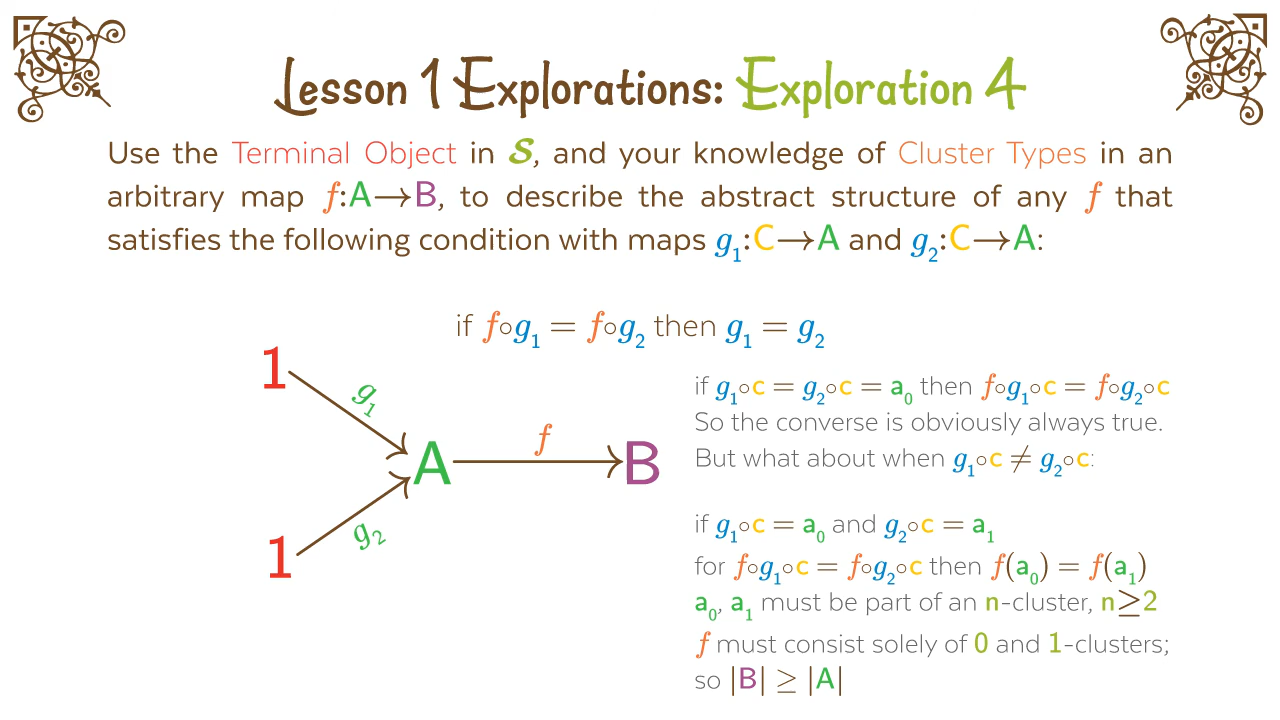 Lesson 1 Explorations: Exploration 4
Use the Terminal Object in 𝓢, and your knowledge of Cluster Types in an
arbitrary map f:A→B, to describe the abstract structure of any f that
satisfies the following condition with maps g₁:C→A and g₂:C→A:
if f∘g₁ = f∘g₂ then g₁ = g₂
1
g₁
f
A
B
g₂
1
if g₁∘c = g₂∘c = a₀ then f∘g₁∘c = f∘g₂∘c
So the converse is obviously always true.
But what about when g₁∘c ≠ g₂∘c:
if g₁∘c = a₀ and g₂∘c = a₁
for f∘g₁∘c = f∘g₂∘c then f(a₀) = f(a₁)
a₀, a₁ must be part of an n-cluster, n≥2
f must consist solely of 0 and 1-clusters;
so |B| ≥ |A|